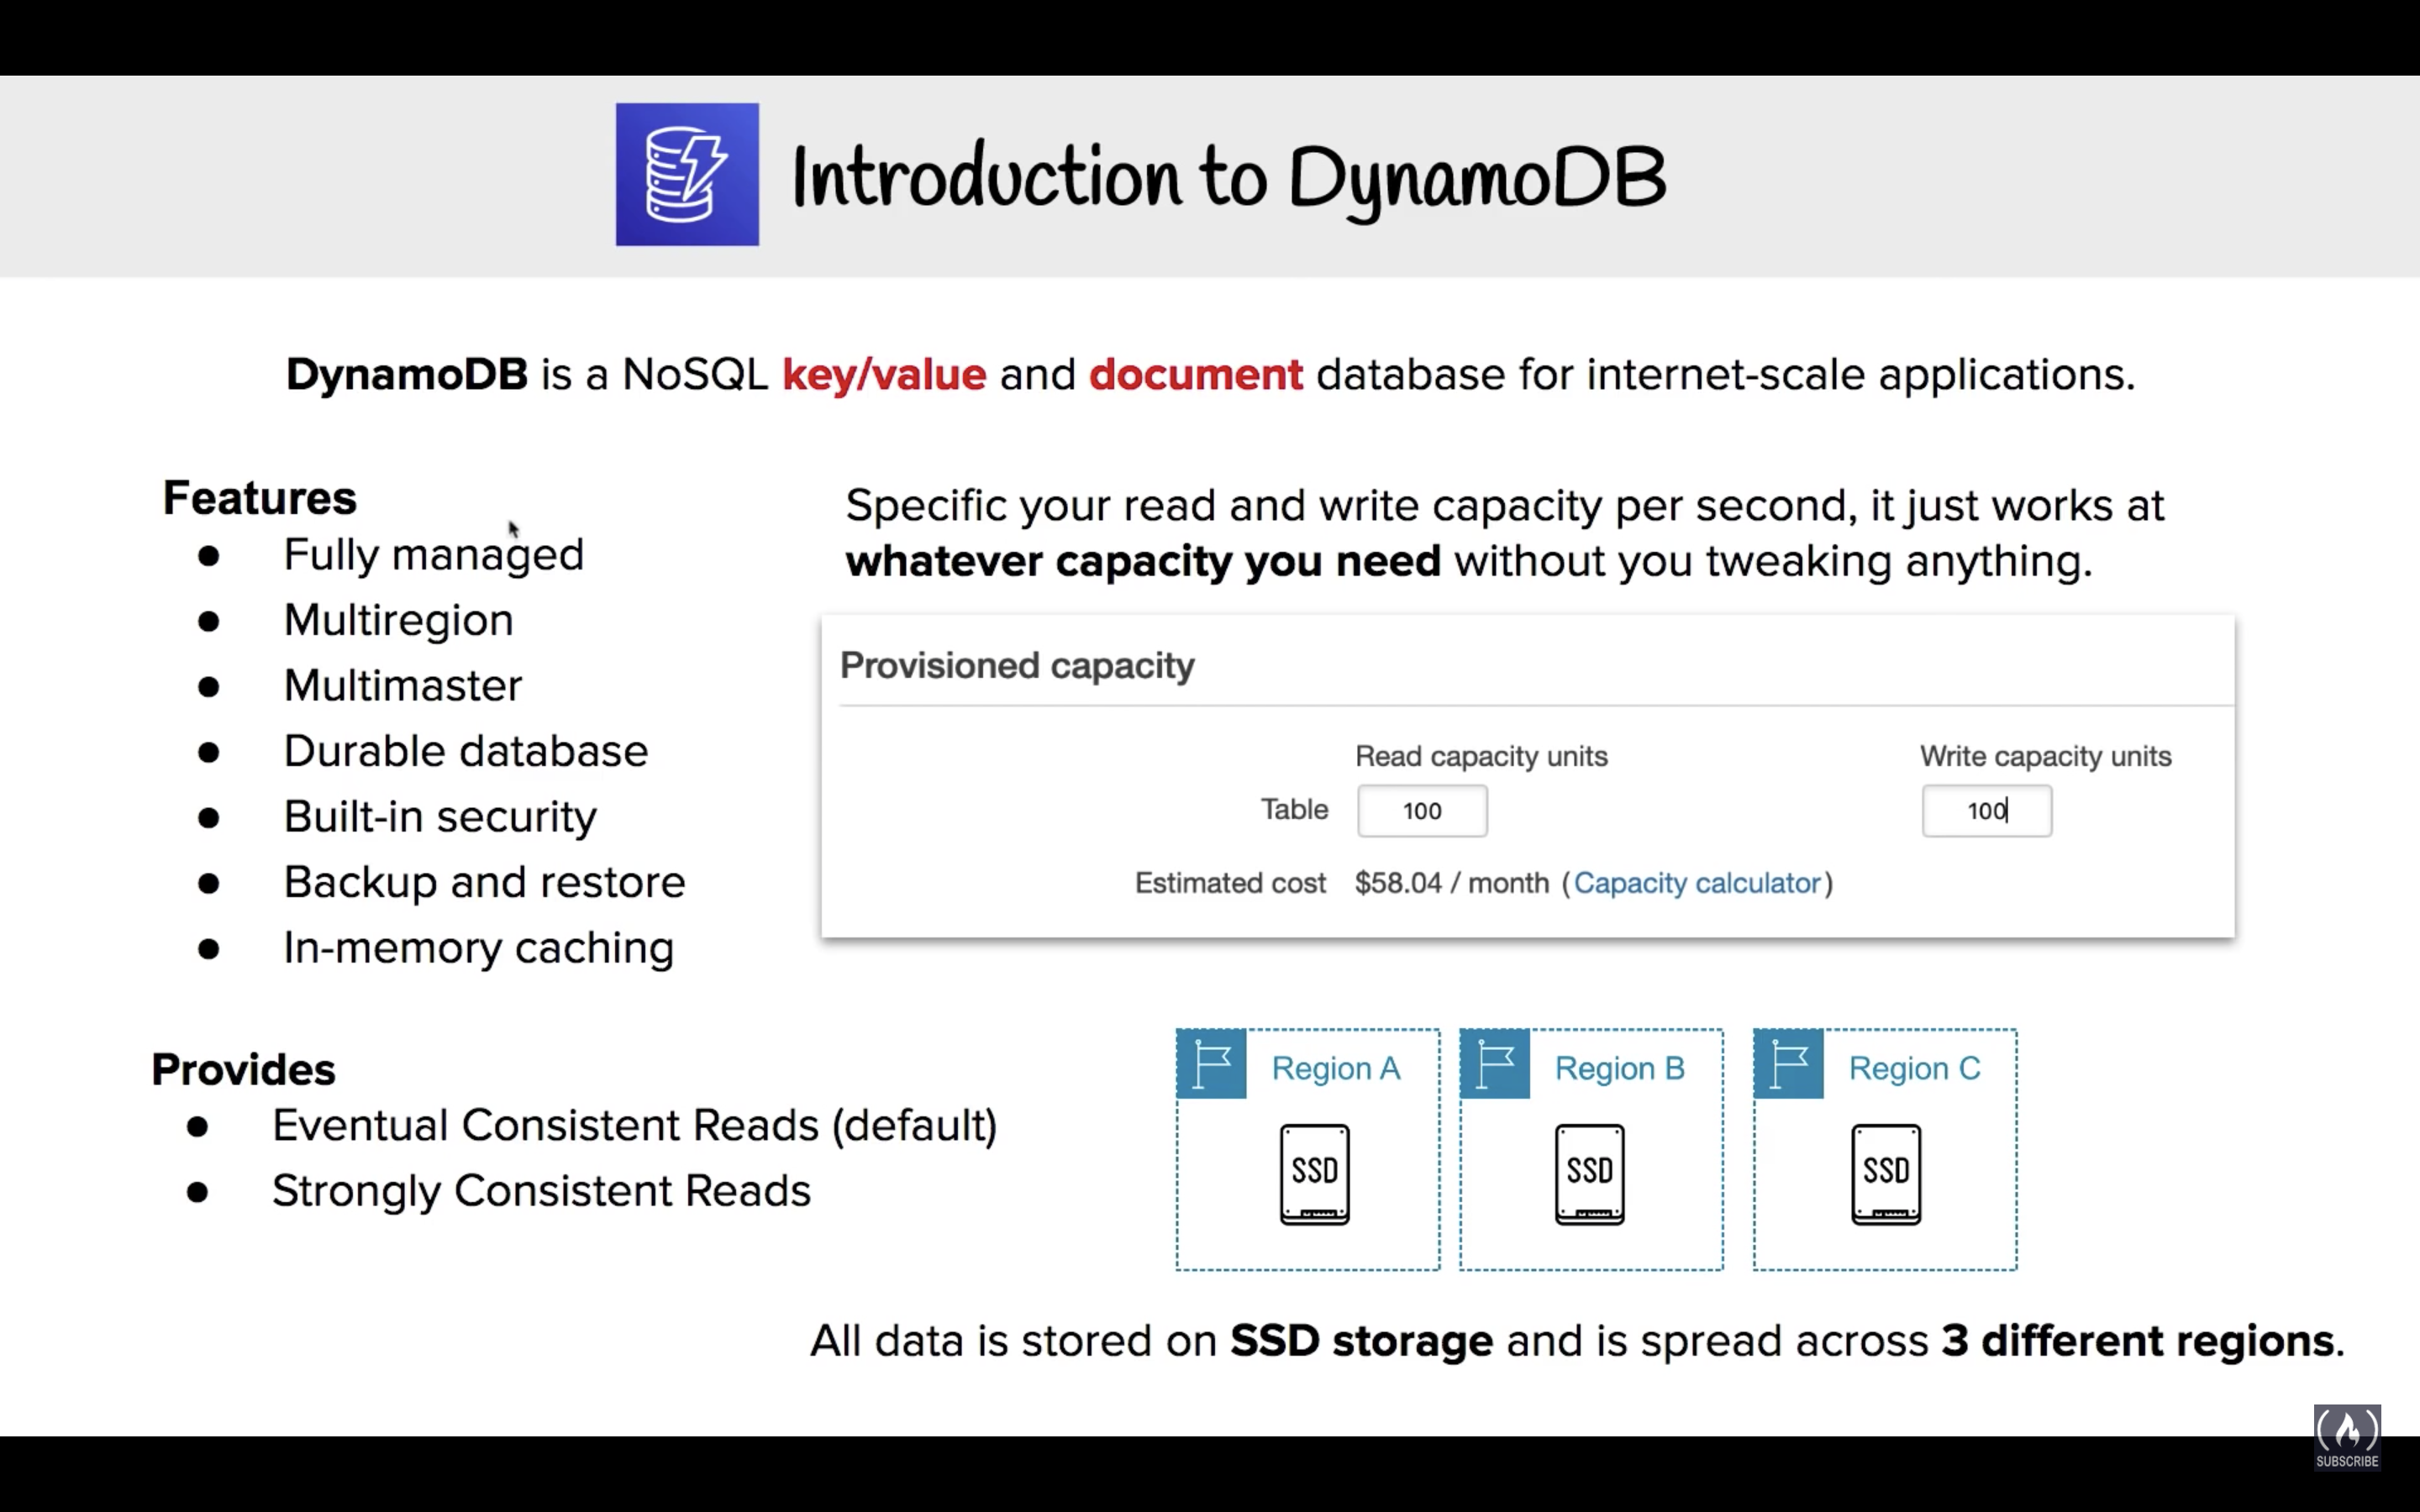 Introduction to DynamoDB
DynamoDB is a NoSQL key/value and document database for internet-scale applications.
Features
● Fully managed
● Multiregion
● Multimaster
● Durable database
● Built-in security
● Backup and restore
● In-memory caching
Provides
● Eventual Consistent Reads (default)
● Strongly Consistent Reads
Specific your read and write capacity per second, it just works at
whatever capacity you need without you tweaking anything.
Provisioned capacity
Read capacity units Write capacity units
Table 100 100
Estimated cost $58.04 / month (Capacity calculator)
Region A Region B Region C
SSD SSD SSD
All data is stored on SSD storage and is spread across 3 different regions.
SUBSCRIBE